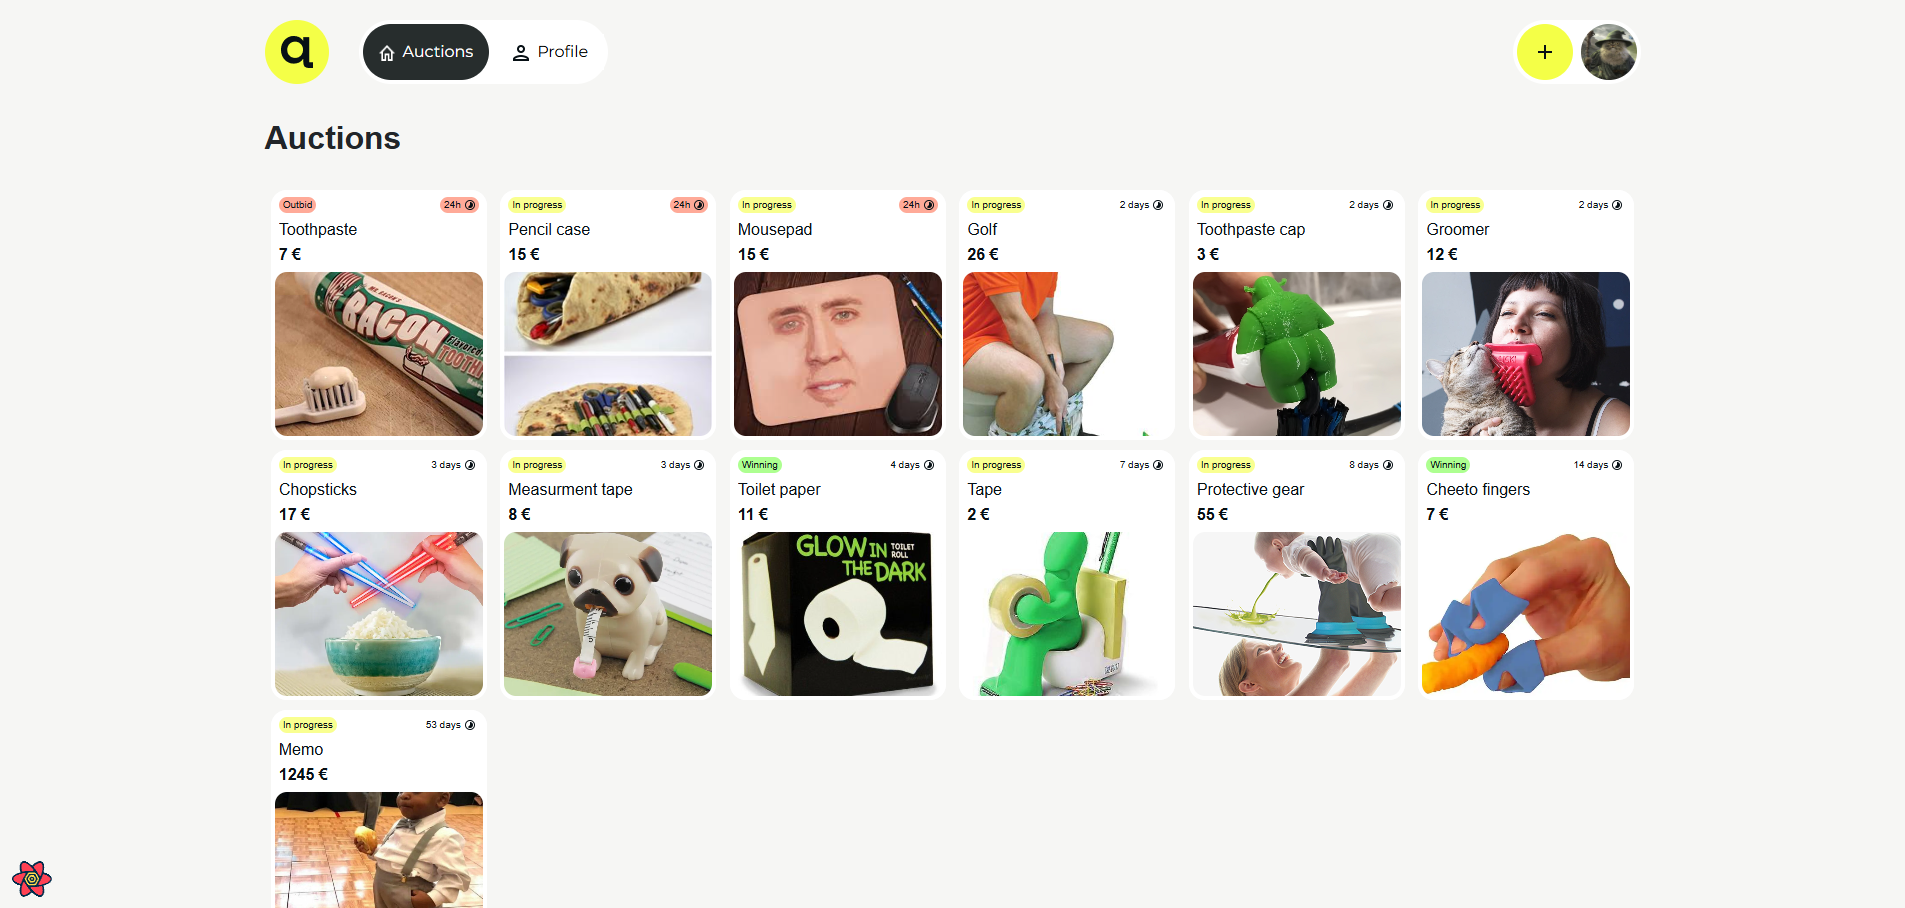 a
Auctions
Profile
Auctions
Outbid 24h
Toothpaste
7 €
MR. BACON'S
BACON
Flavored
TOOTH
In progress 24h
Pencil case
15 €
In progress 24h
Mousepad
15 €
In progress 2 days
Golf
26 €
In progress 2 days
Toothpaste cap
3 €
In progress 2 days
Groomer
12 €
In progress 3 days
Chopsticks
17 €
In progress 3 days
Measurment tape
8 €
Winning 4 days
Toilet paper
11 €
GLOW IN TOILET ROLL
THE DARK
In progress 7 days
Tape
2 €
In progress 8 days
Protective gear
55 €
Winning 14 days
Cheeto fingers
7 €
In progress 53 days
Memo
1245 €